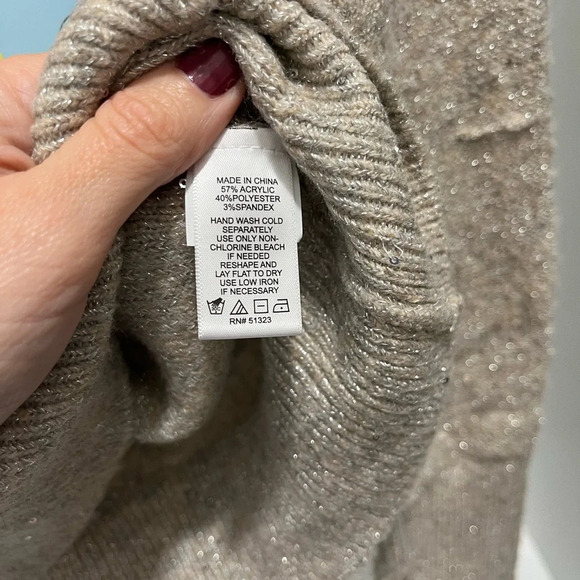 MADE IN CHINA
57% ACRYLIC
40%POLYESTER
3%SPANDEX
HAND WASH COLD
SEPARATELY
USE ONLY NON-
CHLORINE BLEACH
IF NEEDED
RESHAPE AND
LAY FLAT TO DRY
USE LOW IRON
IF NECESSARY
RN# 51323